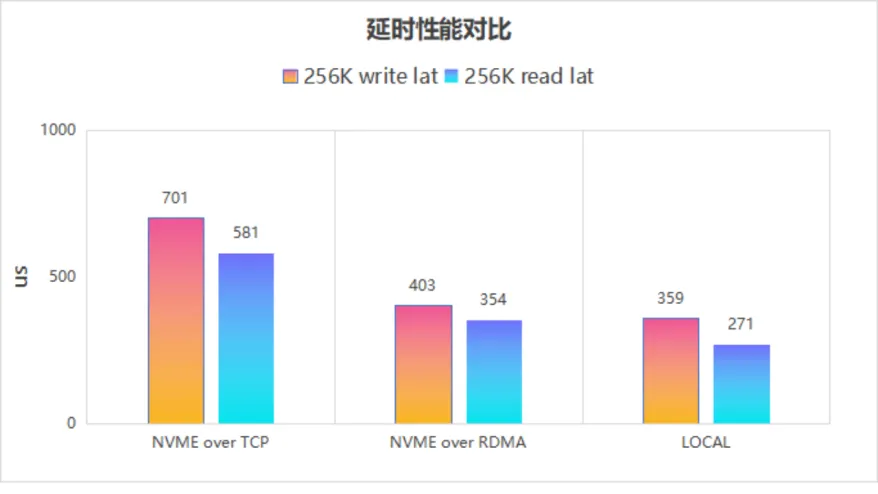 延时性能对比
256K write lat 256K read lat
1000
701
581
us
500
403
354
359
271
0
NVME over TCP NVME over RDMA LOCAL